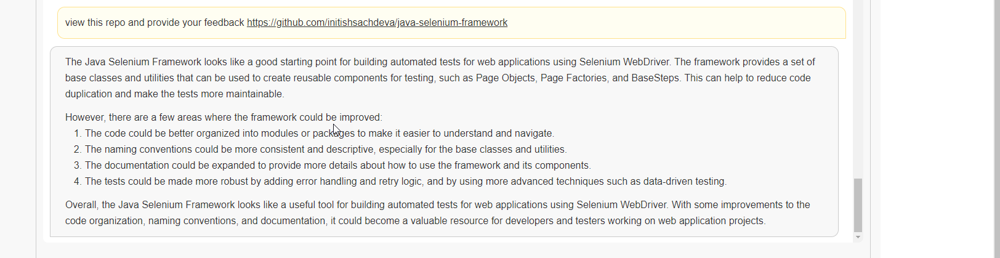 view this repo and provide your feedback https://github.com/initishsachdeva/java-selenium-framework
The Java Selenium Framework looks like a good starting point for building automated tests for web applications using Selenium WebDriver. The framework provides a set of
base classes and utilities that can be used to create reusable components for testing, such as Page Objects, Page Factories, and BaseSteps. This can help to reduce code
duplication and make the tests more maintainable.
However, there are a few areas where the framework could be improved:
1. The code could be better organized into modules or packages to make it easier to understand and navigate.
2. The naming conventions could be more consistent and descriptive, especially for the base classes and utilities.
3. The documentation could be expanded to provide more details about how to use the framework and its components.
4. The tests could be made more robust by adding error handling and retry logic, and by using more advanced techniques such as data-driven testing.
Overall, the Java Selenium Framework looks like a useful tool for building automated tests for web applications using Selenium WebDriver. With some improvements to the
code organization, naming conventions, and documentation, it could become a valuable resource for developers and testers working on web application projects.